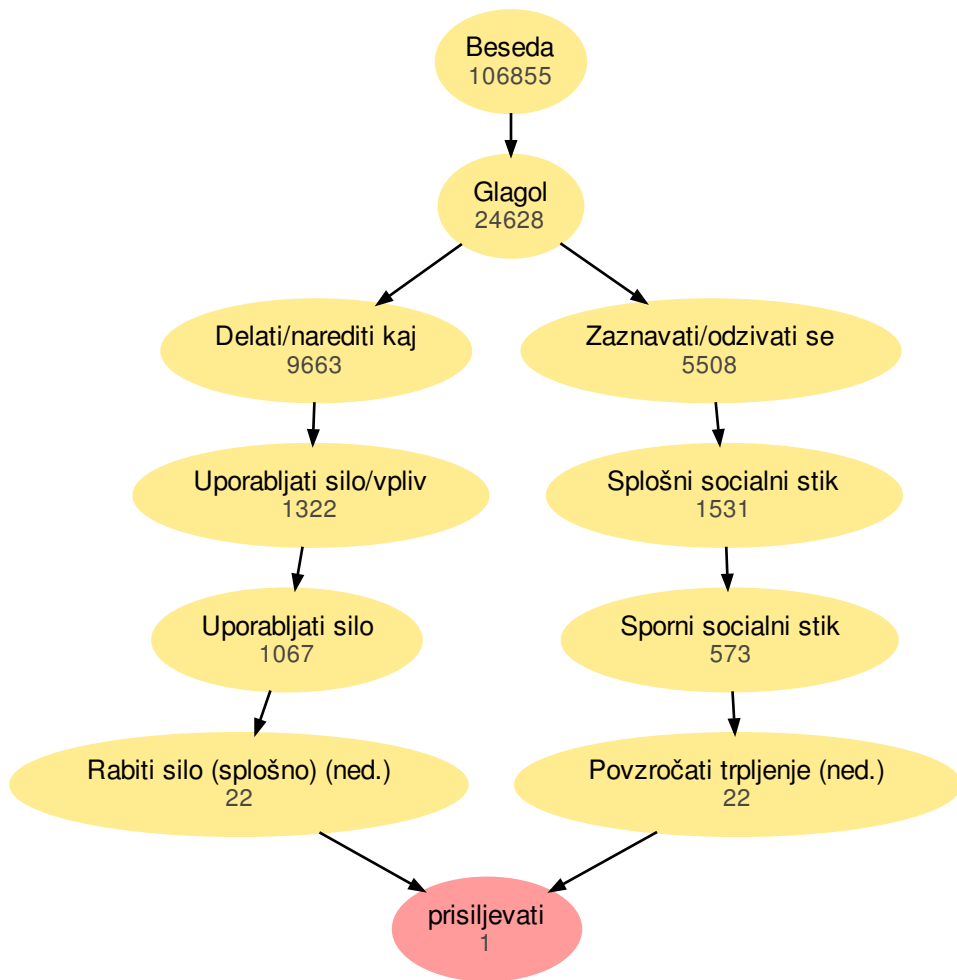 Beseda
106855
Glagol
24628
Delati/narediti kaj
9663
Zaznavati/odzivati se
5508
Uporabljati silo/vpliv
1322
Splošni socialni stik
1531
Uporabljati silo
1067
Sporni socialni stik
573
Rabiti silo (splošno) (ned.)
22
Povzročati trpljenje (ned.)
22
prisiljevati
1